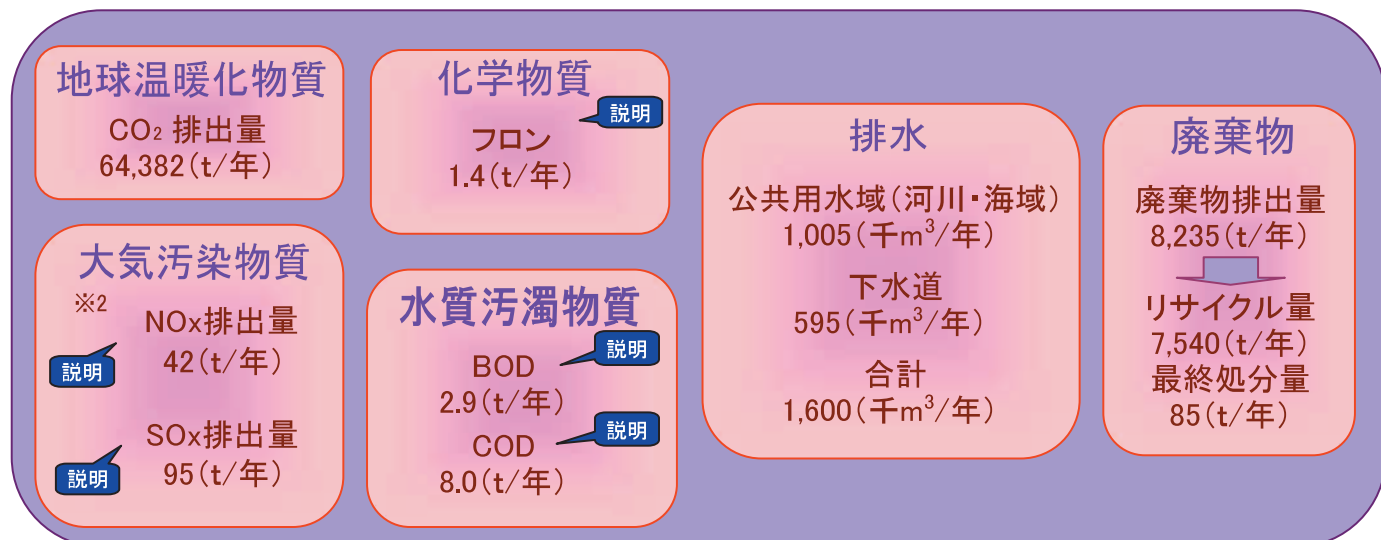 地球温暖化物質
CO₂ 排出量
64,382(t/年)
大気汚染物質
※2
NOx排出量
42(t/年)
説明
SOx排出量
95(t/年)
説明
化学物質
説明
フロン
1.4(t/年)
水質汚濁物質
説明
BOD
2.9(t/年)
説明
COD
8.0(t/年)
排水
公共用水域(河川・海域)
1,005(千m³/年)
下水道
595(千m³/年)
合計
1,600(千m³/年)
廃棄物
廃棄物排出量
8,235(t/年)
リサイクル量
7,540(t/年)
最終処分量
85(t/年)